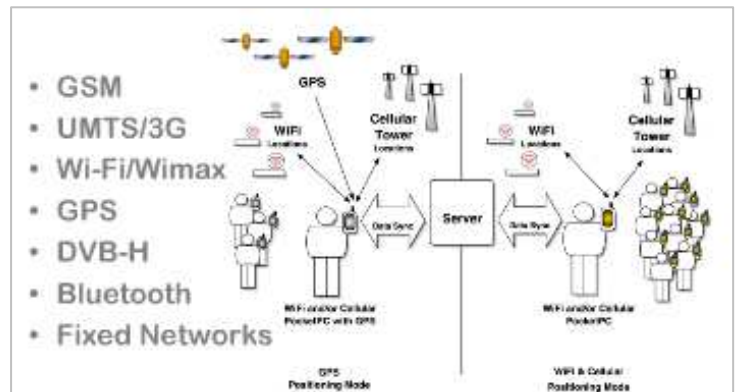 • GSM
• UMTS/3G
• Wi-Fi/Wimax
• GPS
• DVB-H
• Bluetooth
• Fixed Networks
GPS
WiFi
Locations
Cellular
Tower
Locations
Data Sync
Server
WiFi and/or Cellular
PocketPC with GPS
GPS
Positioning Mode
WiFi
Locations
Cellular
Tower
Locations
Data Sync
WiFi and/or Cellular
PocketPC
WiFi & Cellular
Positioning Mode